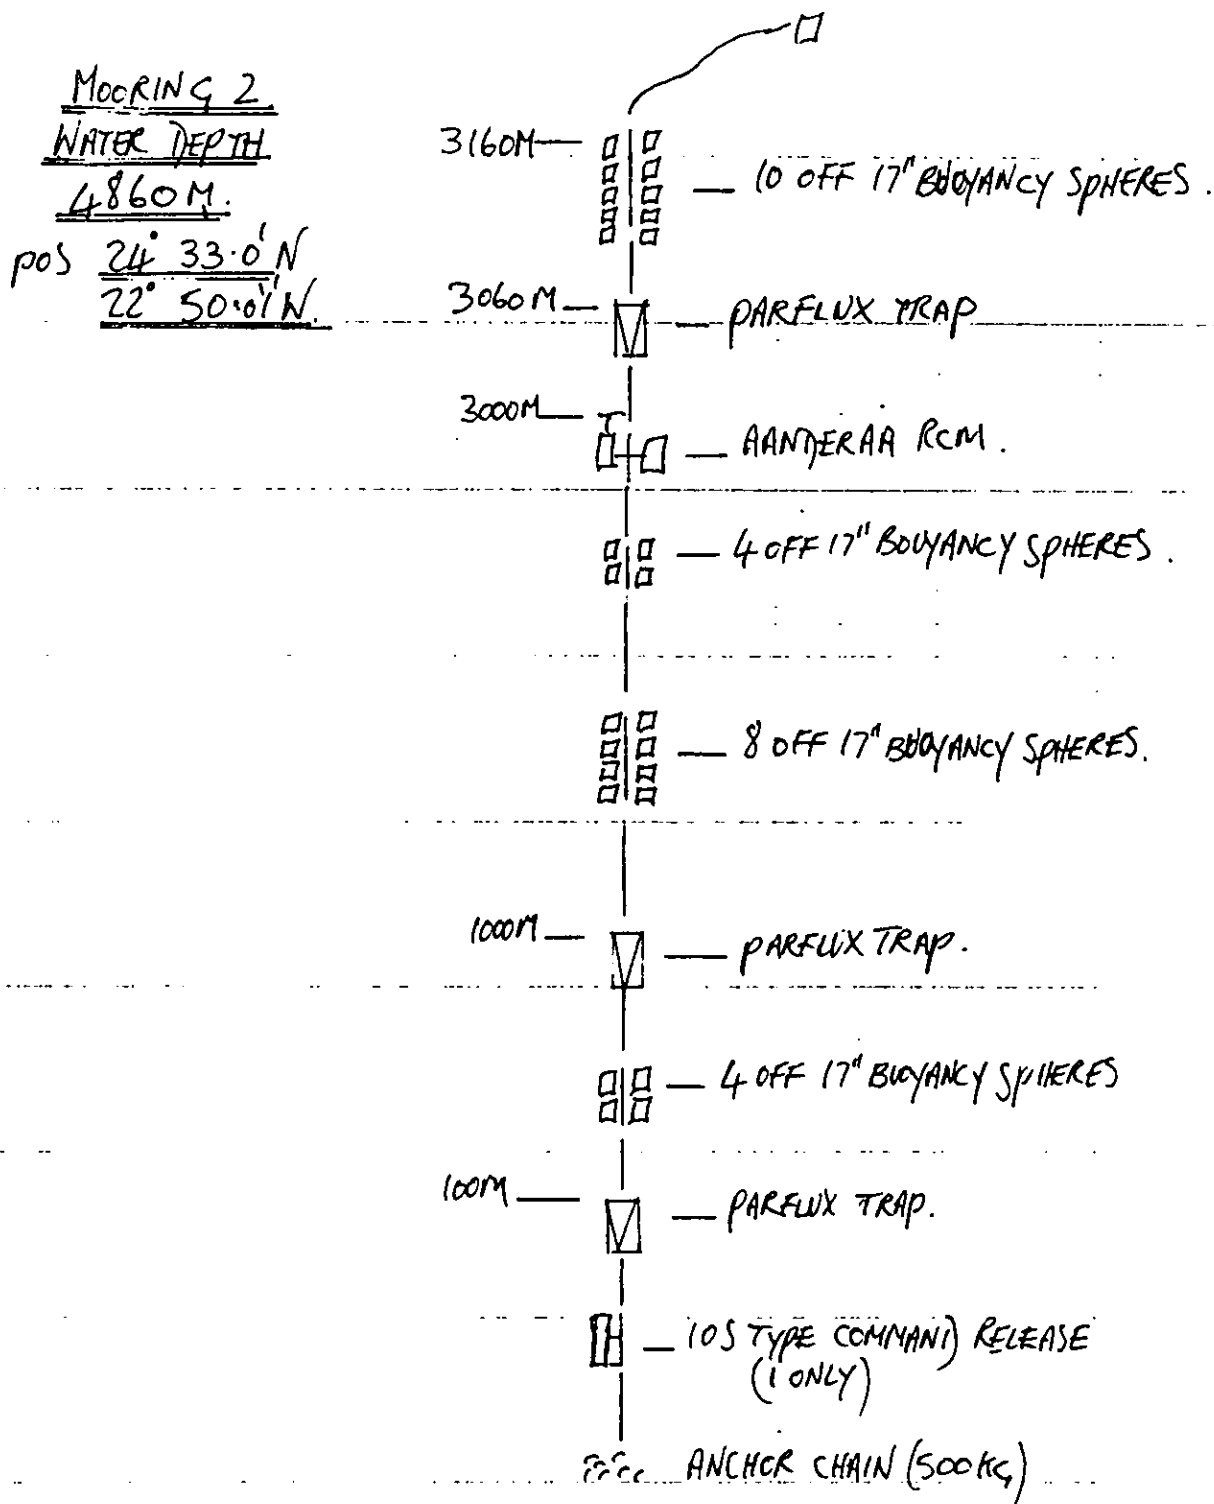 MOORING 2
WATER DEPTH
4860M.
pos 24° 33.0' N
22° 50.01' W.
3160M
10 OFF 17" BUOYANCY SPHERES.
3060M
PARFLUX TRAP
3000M
AANDERAA RCM.
4 OFF 17" BOUYANCY SPHERES.
8 OFF 17" BUOYANCY SPHERES.
1000M
PARFLUX TRAP.
4 OFF 17" BUOYANCY SPHERES
100M
PARFLUX TRAP.
IOS TYPE COMMAND RELEASE
(1 ONLY)
ANCHOR CHAIN (500KG)